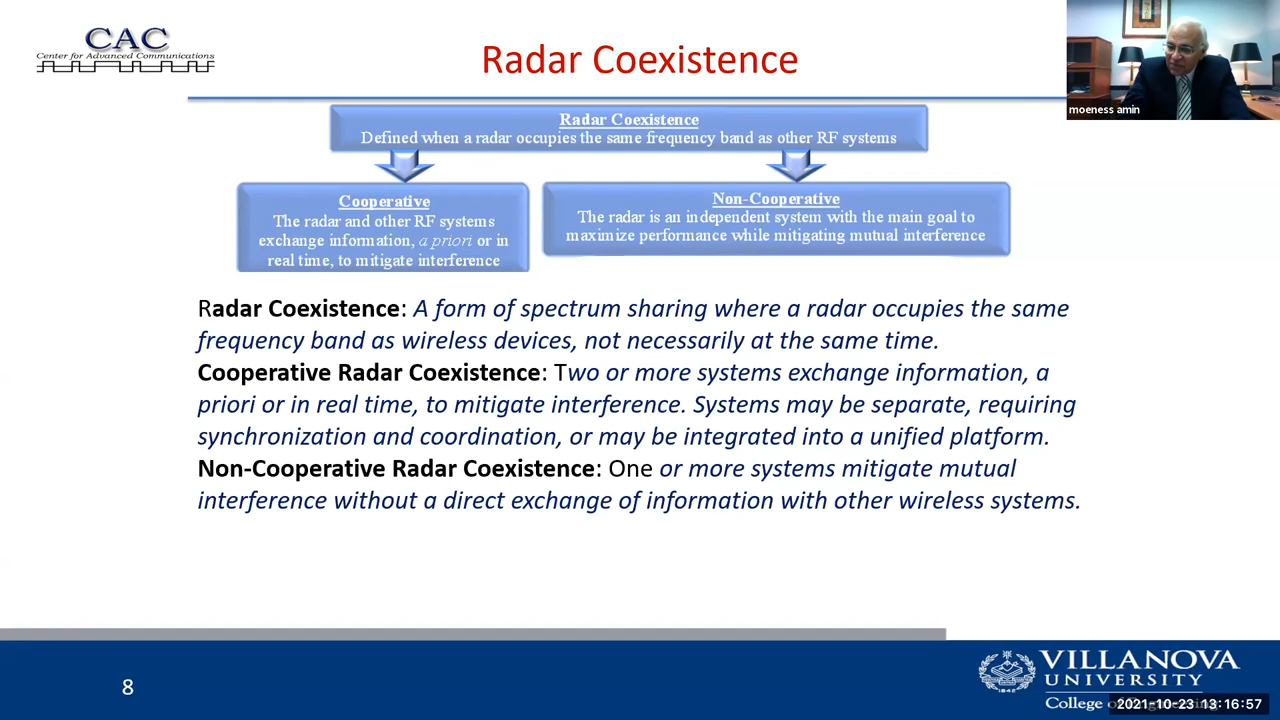 CAC
Center for Advanced Communications
Radar Coexistence
moeness amin
Radar Coexistence
Defined when a radar occupies the same frequency band as other RF systems
Cooperative
The radar and other RF systems
exchange information, a priori or in
real time, to mitigate interference
Non-Cooperative
The radar is an independent system with the main goal to
maximize performance while mitigating mutual interference
Radar Coexistence: A form of spectrum sharing where a radar occupies the same
frequency band as wireless devices, not necessarily at the same time.
Cooperative Radar Coexistence: Two or more systems exchange information, a
priori or in real time, to mitigate interference. Systems may be separate, requiring
synchronization and coordination, or may be integrated into a unified platform.
Non-Cooperative Radar Coexistence: One or more systems mitigate mutual
interference without a direct exchange of information with other wireless systems.
8
VILLANOVA
UNIVERSITY
College of Engineering
2021-10-23 13:16:57